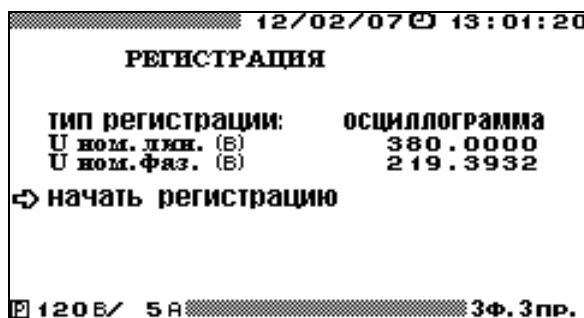 12/02/07 13:01:20
РЕГИСТРАЦИЯ
тип регистрации: осциллограмма
U ном.лин. (В) 380.0000
U ном.фаз. (В) 219.3932
начать регистрацию
P 120В/ 5А 3ф.3пр.